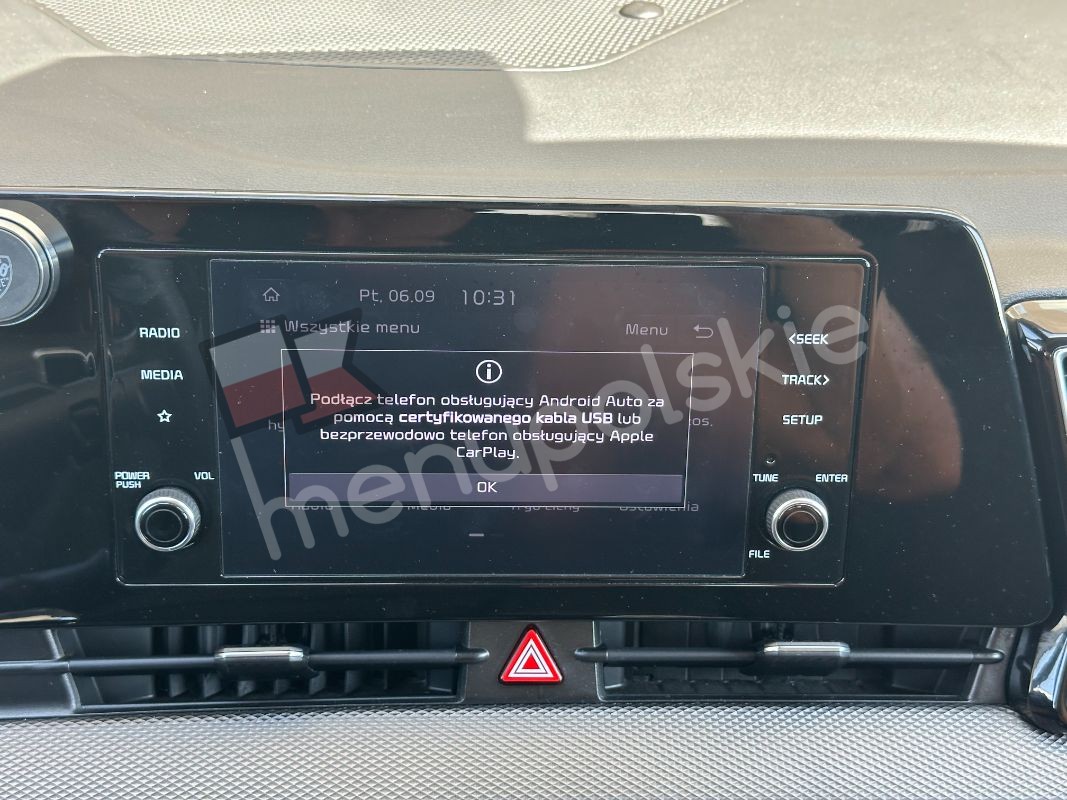 Pt, 06.09 10:31
Wszystkie menu Menu
Podłącz telefon obsługujący Android Auto za
pomocą certyfikowanego kabla USB lub
bezprzewodowo telefon obsługujący Apple
CarPlay.
OK
RADIO
MEDIA
POWER
PUSH
VOL
<SEEK
TRACK>
SETUP
TUNE
ENTER
FILE
menupolskie